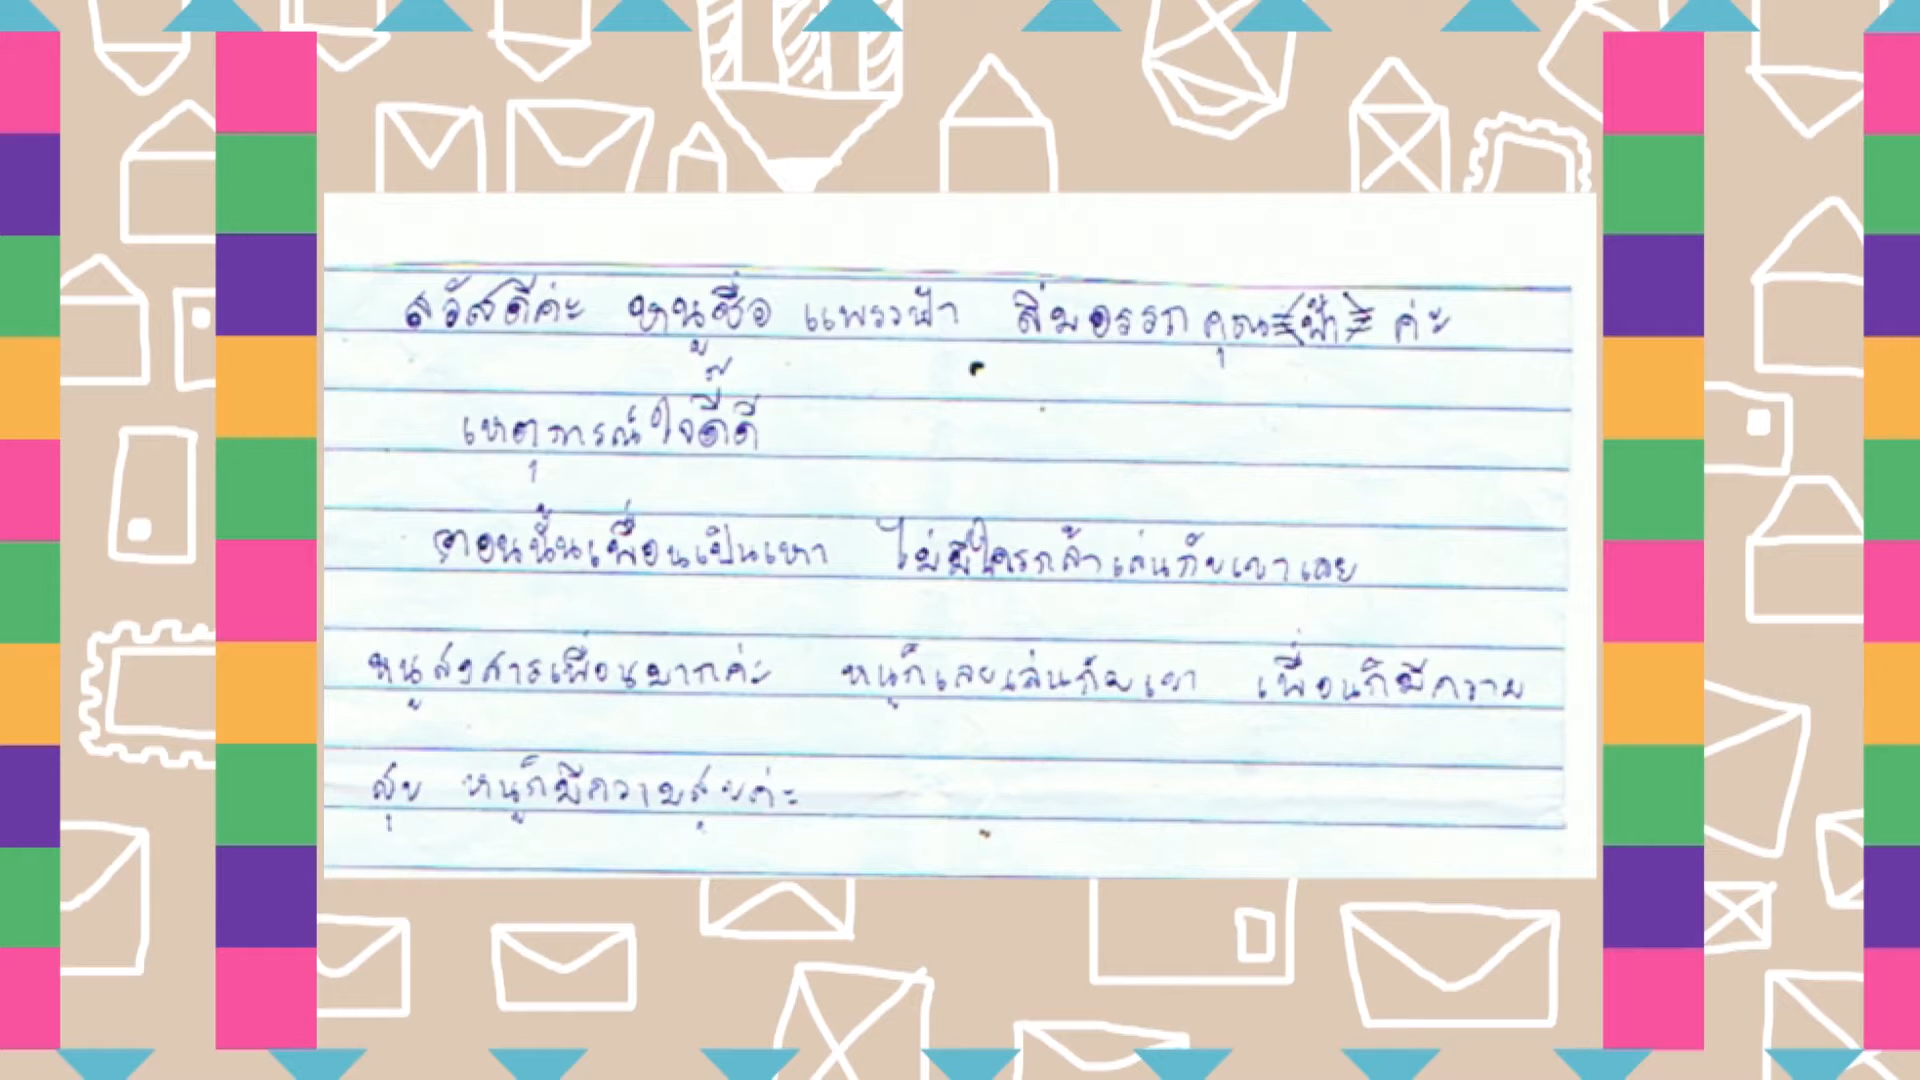 สวัสดีค่ะ หนูชื่อ แพรวฟ้า ลิ่มอรรถ คุณ ฟ้า ค่ะ
เหตุการณ์ใจดี๊ดี
ตอนนั้นเพื่อนเป็นเหา ไม่มีใครกล้าเล่นกับเขาเลย
หนูสงสารเพื่อนมากค่ะ หนูก็เลยเล่นกับเขา เพื่อนก็มีความ
สุข หนูก็มีความสุขค่ะ